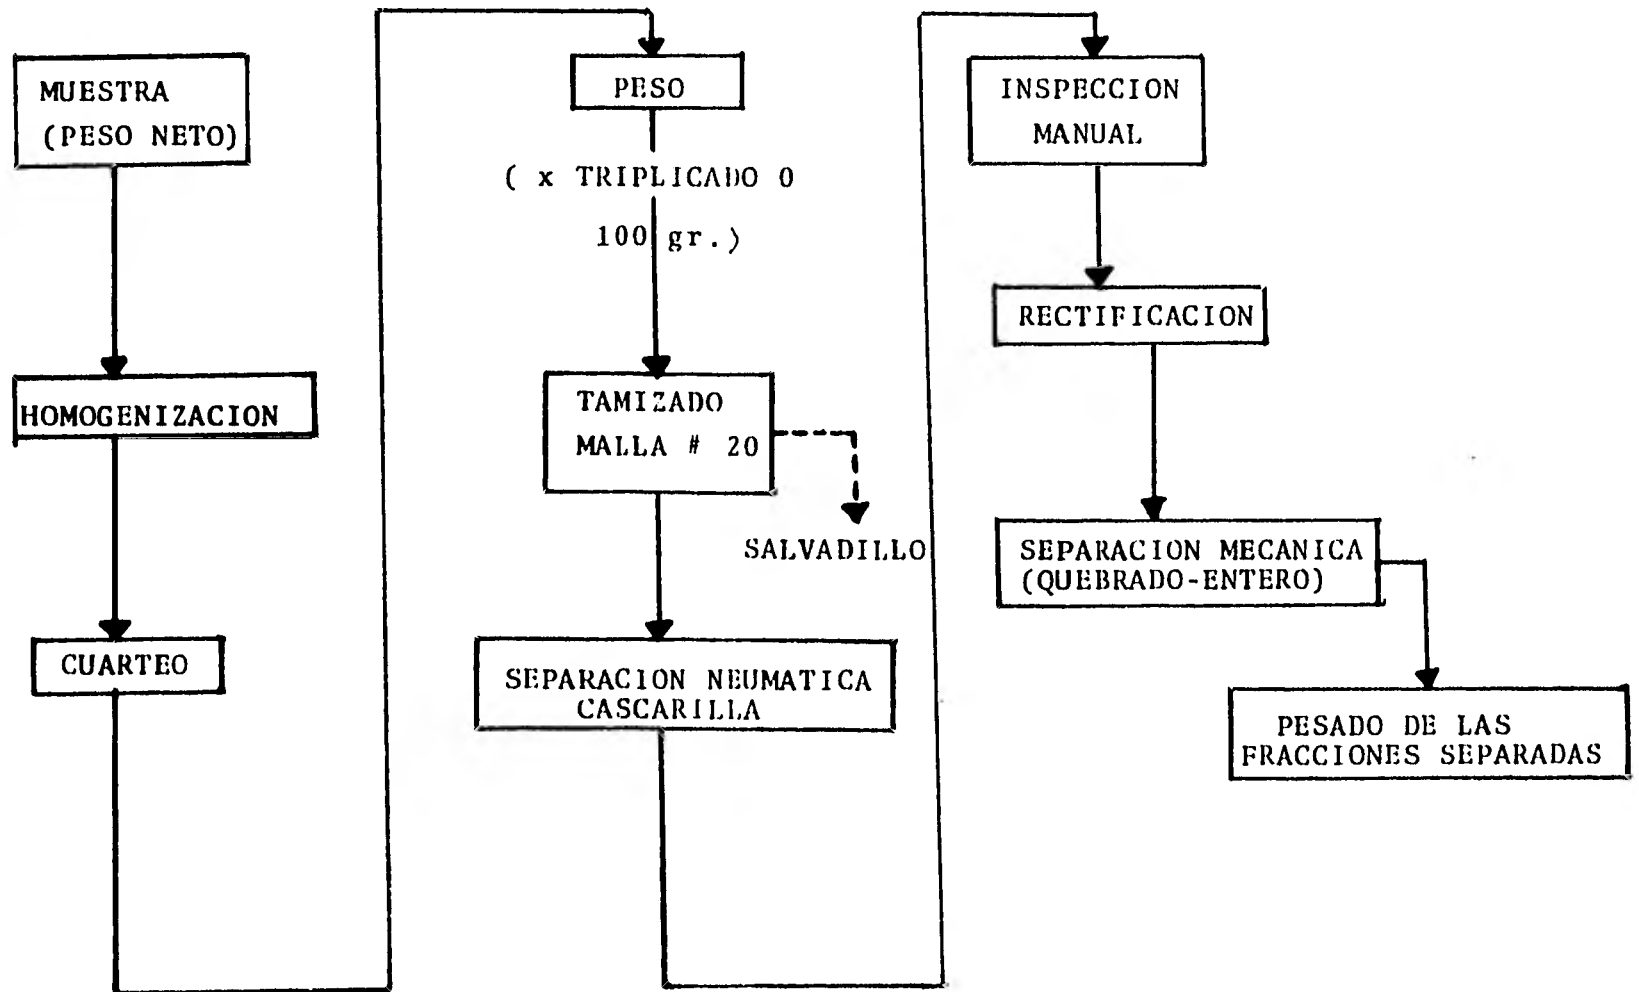 MUESTRA
(PESO NETO)
HOMOGENIZACION
CUARTEO
PESO
( x TRIPLICADO O
100 gr.)
TAMIZADO
MALLA # 20
SALVADILLO
SEPARACION NEUMATICA
CASCARILLA
INSPECCION
MANUAL
RECTIFICACION
SEPARACION MECANICA
(QUEBRADO-ENTERO)
PESADO DE LAS
FRACCIONES SEPARADAS